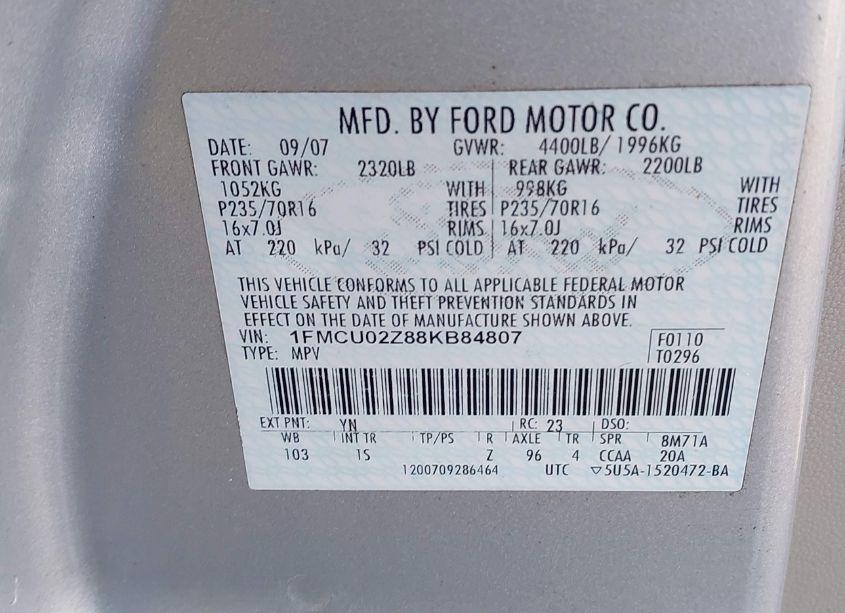 MFD. BY FORD MOTOR CO.
DATE: 09/07 GVWR: 4400LB/ 1996KG
FRONT GAWR: 2320LB REAR GAWR: 2200LB
1052KG WITH 998KG WITH
P235/70R16 TIRES P235/70R16 TIRES
16x7.0J RIMS 16x7.0J RIMS
AT 220 kPa/ 32 PSI COLD AT 220 kPa/ 32 PSI COLD
THIS VEHICLE CONFORMS TO ALL APPLICABLE FEDERAL MOTOR
VEHICLE SAFETY AND THEFT PREVENTION STANDARDS IN
EFFECT ON THE DATE OF MANUFACTURE SHOWN ABOVE.
VIN: 1FMCU02Z88KB84807 F0110
TYPE: MPV T0296
EXT PNT: YN RC: 23 DSO:
WB INT TR TP/PS R AXLE TR SPR 8M71A
103 1S Z 96 4 CCAA 20A
1200709286464 UTC ▽5U5A-1520472-BA